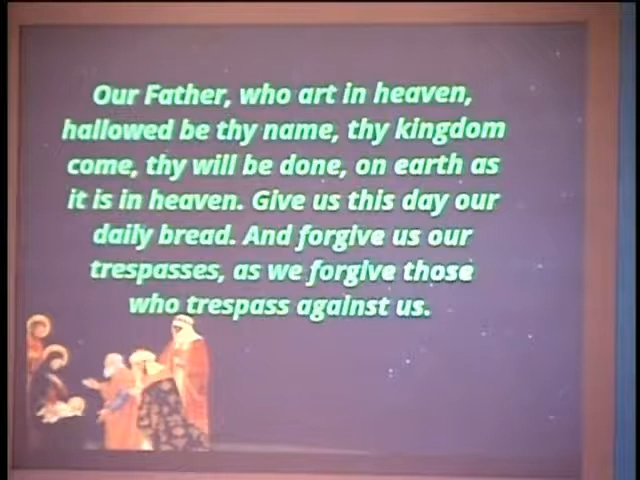 Our Father, who art in heaven,
hallowed be thy name, thy kingdom
come, thy will be done, on earth as
it is in heaven. Give us this day our
daily bread. And forgive us our
trespasses, as we forgive those
who trespass against us.